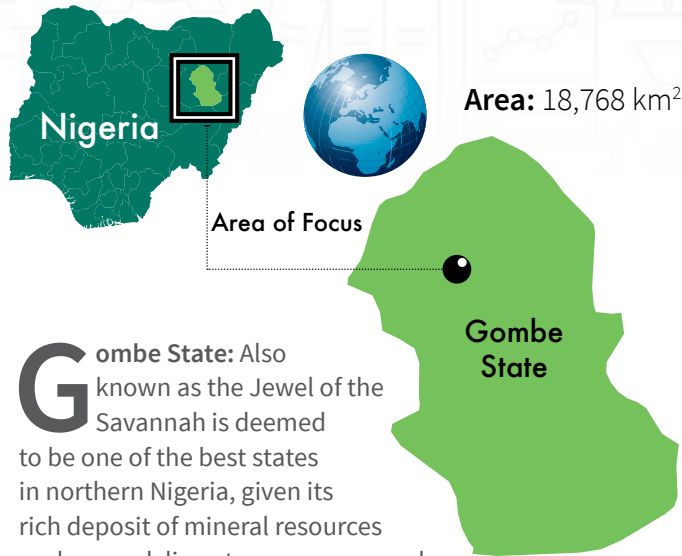 Nigeria
Area: 18,768 km²
Area of Focus
Gombe
State
Gombe State: Also
known as the Jewel of the
Savannah is deemed
to be one of the best states
in northern Nigeria, given its
rich deposit of mineral resources